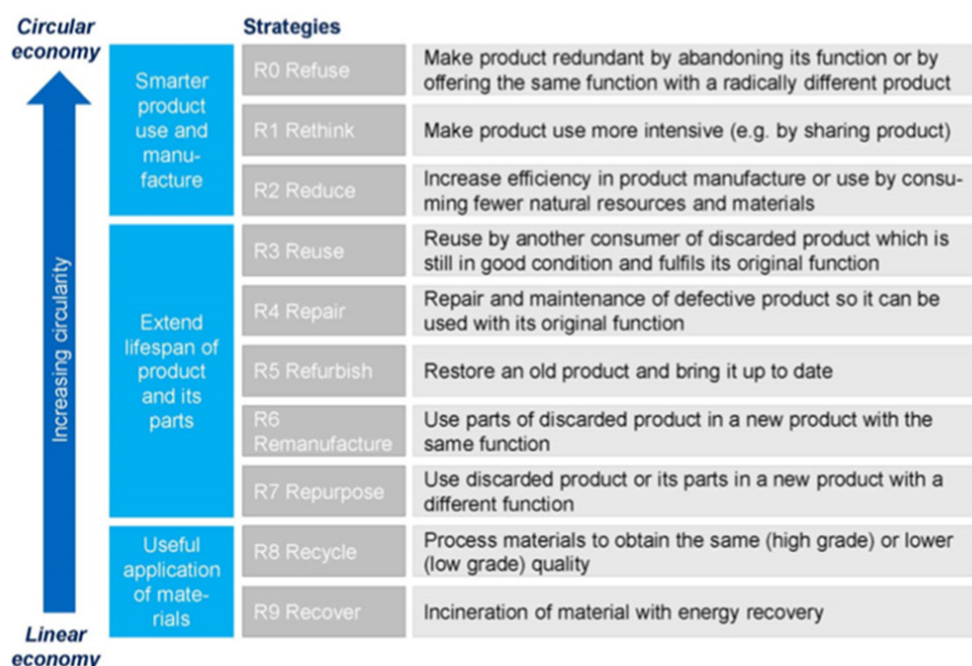 Circular
economy
Strategies
Smarter
product
use and
manu-
facture
R0 Refuse
Make product redundant by abandoning its function or by
offering the same function with a radically different product
R1 Rethink
Make product use more intensive (e.g. by sharing product)
R2 Reduce
Increase efficiency in product manufacture or use by consu-
ming fewer natural resources and materials
Increasing circularity
Extend
lifespan of
product
and its
parts
R3 Reuse
Reuse by another consumer of discarded product which is
still in good condition and fulfils its original function
R4 Repair
Repair and maintenance of defective product so it can be
used with its original function
R5 Refurbish
Restore an old product and bring it up to date
R6
Remanufacture
Use parts of discarded product in a new product with the
same function
R7 Repurpose
Use discarded product or its parts in a new product with a
different function
Useful
application
of mate-
rials
R8 Recycle
Process materials to obtain the same (high grade) or lower
(low grade) quality
R9 Recover
Incineration of material with energy recovery
Linear
economy